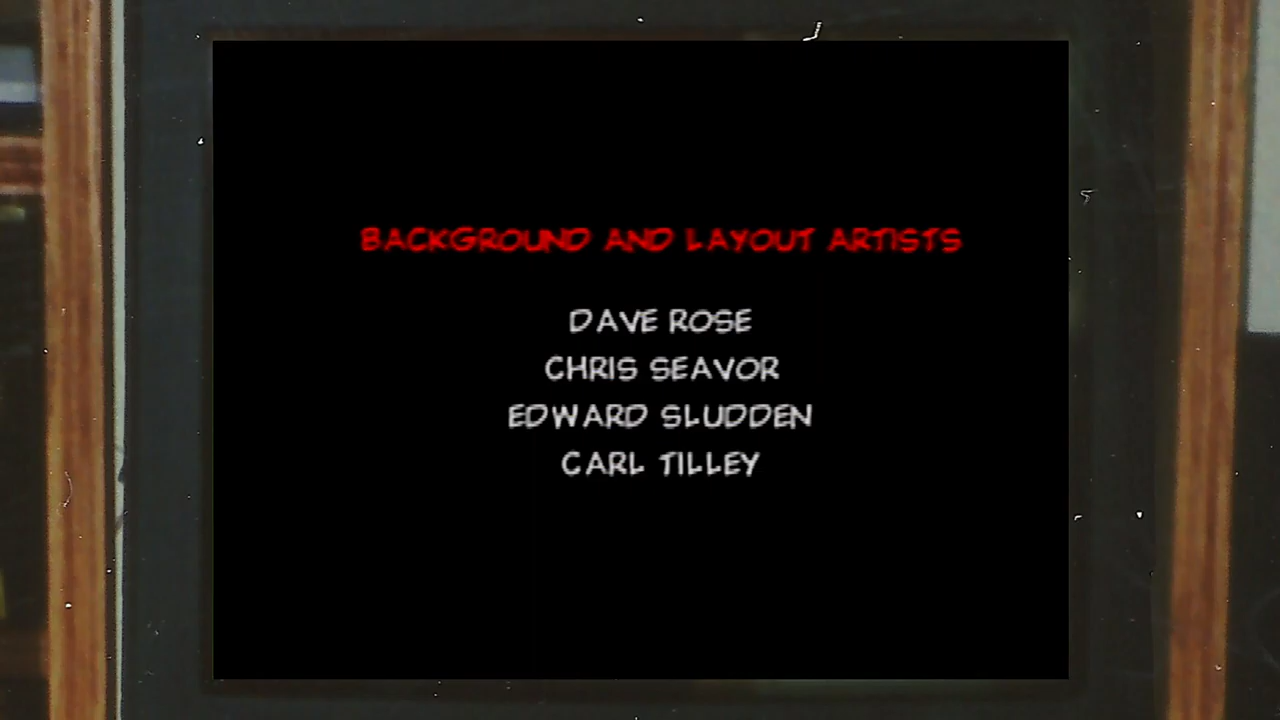 BACKGROUND AND LAYOUT ARTISTS
DAVE ROSE
CHRIS SEAVOR
EDWARD SLUDDEN
CARL TILLEY